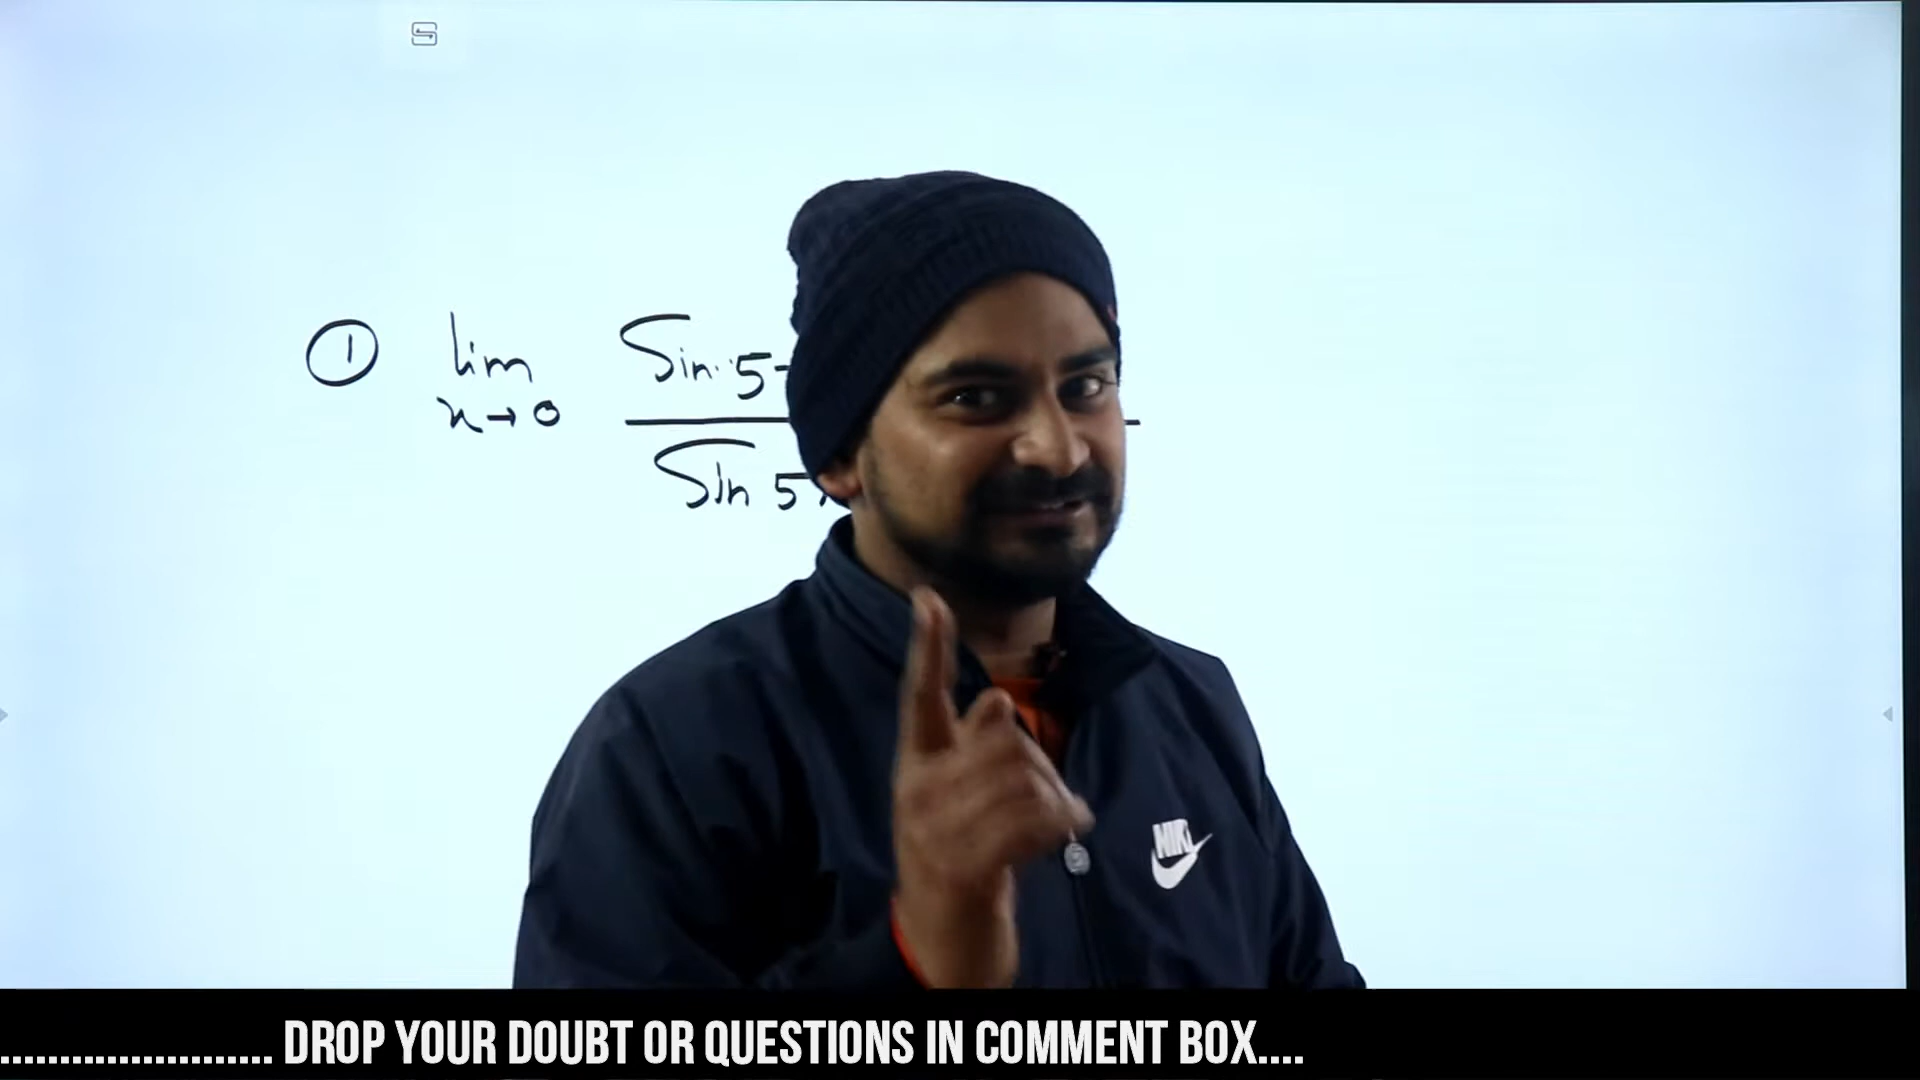 ① lim Sin 5
x→0
Sin 5
NIKE
...................... DROP YOUR DOUBT OR QUESTIONS IN COMMENT BOX....